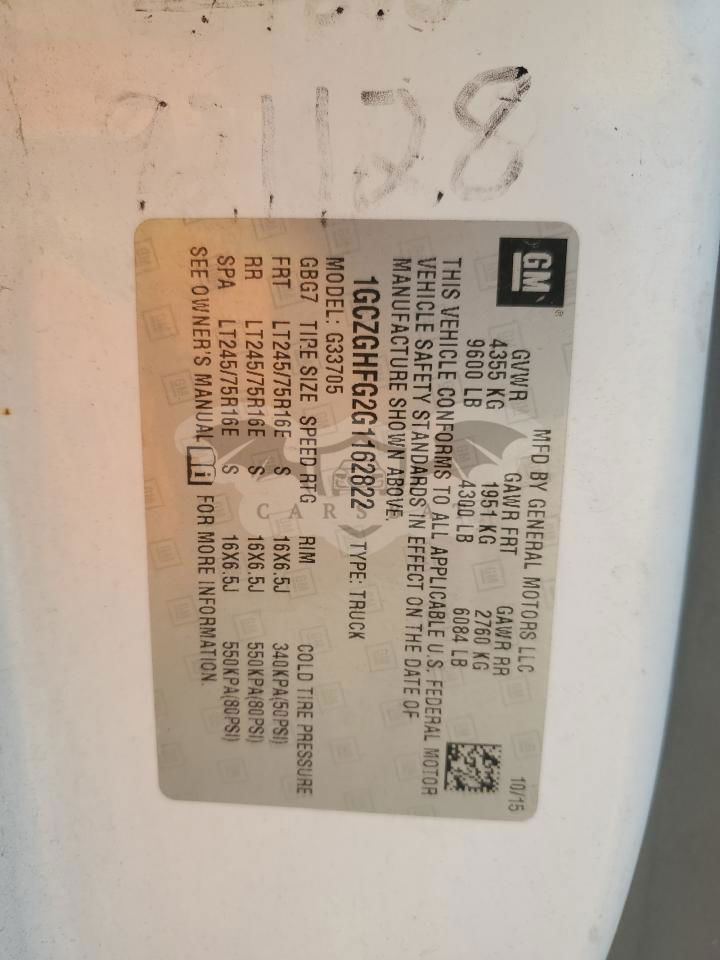 71128
GM
MFD BY GENERAL MOTORS LLC 10/15
GVWR GAWR FRT GAWR RR
4355 KG 1951 KG 2760 KG
9600 LB 4300 LB 6084 LB
THIS VEHICLE CONFORMS TO ALL APPLICABLE U.S. FEDERAL MOTOR
VEHICLE SAFETY STANDARDS IN EFFECT ON THE DATE OF
MANUFACTURE SHOWN ABOVE.
1GCZGHFG2G1162822 TYPE: TRUCK
MODEL: G33705
GBG7 TIRE SIZE SPEED RTG RIM COLD TIRE PRESSURE
FRT LT245/75R16E S 16X6.5J 340KPA(50PSI)
RR LT245/75R16E S 16X6.5J 550KPA(80PSI)
SPA LT245/75R16E S 16X6.5J 550KPA(80PSI)
SEE OWNER'S MANUAL FOR MORE INFORMATION.